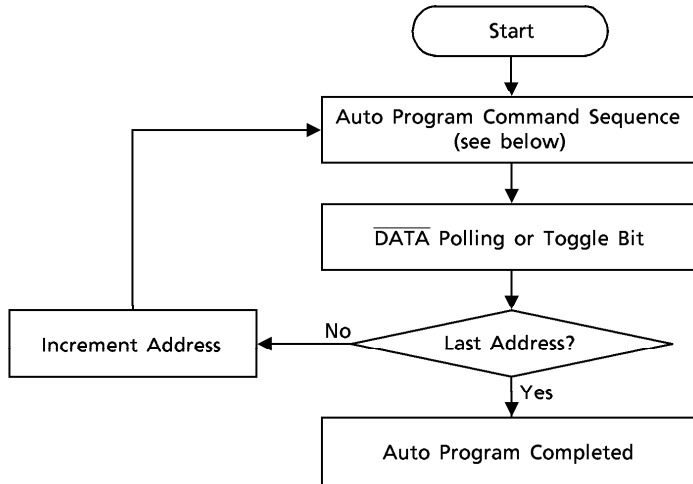 Start
Auto Program Command Sequence
(see below)
D̅A̅T̅A̅ Polling or Toggle Bit
Last Address?
No
Increment Address
Yes
Auto Program Completed